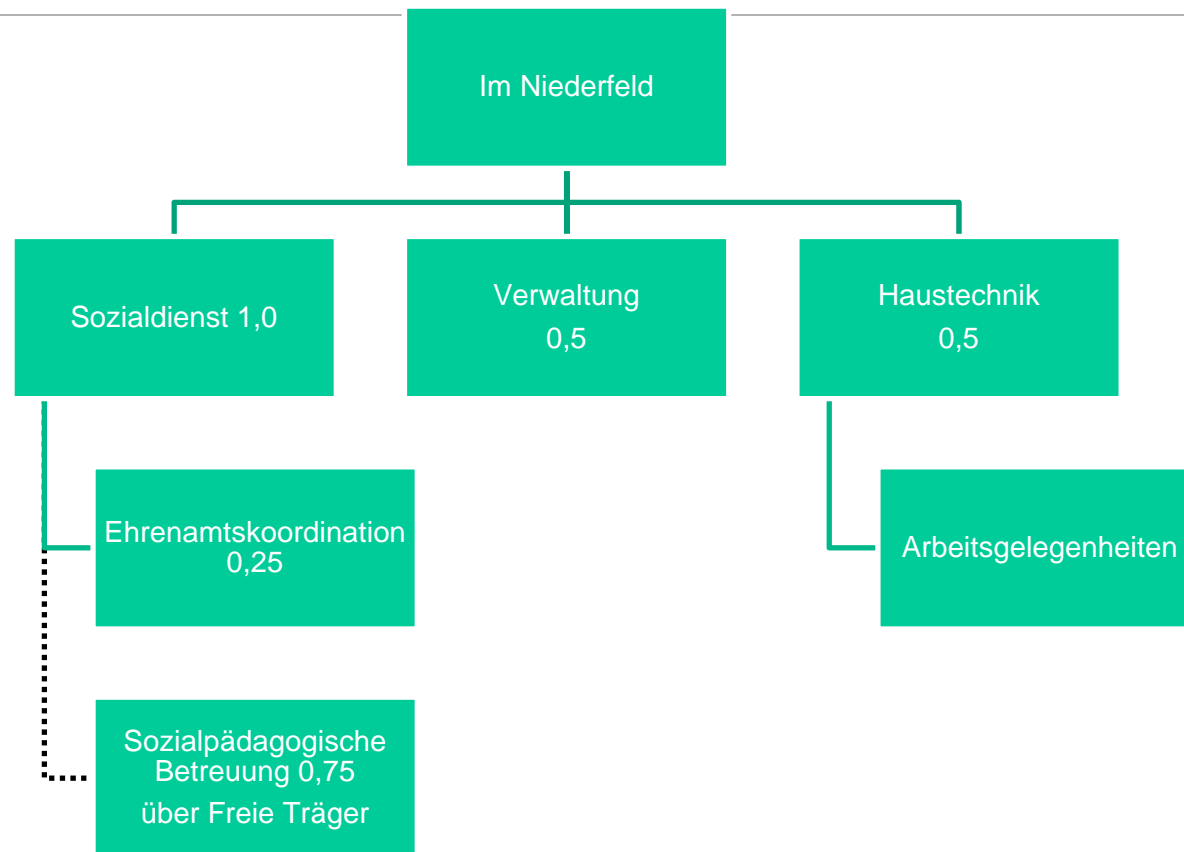 Im Niederfeld
Sozialdienst 1,0
Verwaltung
0,5
Haustechnik
0,5
Ehrenamtskoordination
0,25
Arbeitsgelegenheiten
Sozialpädagogische
Betreuung 0,75
über Freie Träger